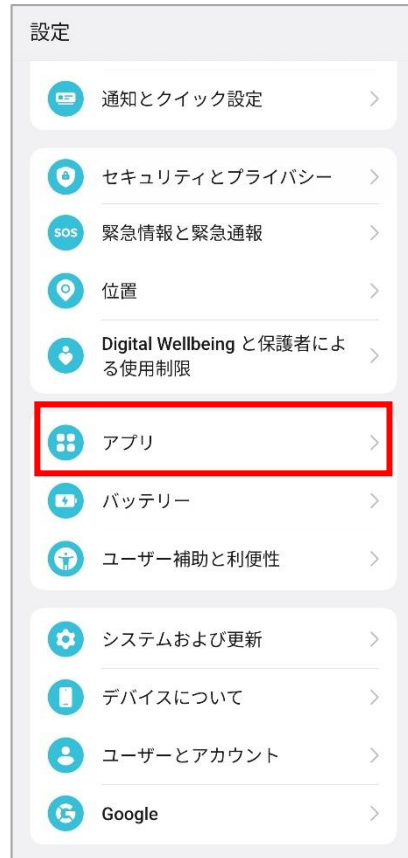 設定
通知とクイック設定
セキュリティとプライバシー
SOS
緊急情報と緊急通報
位置
Digital Wellbeing と保護者によ
る使用制限
アプリ
バッテリー
ユーザー補助と利便性
システムおよび更新
デバイスについて
ユーザーとアカウント
Google